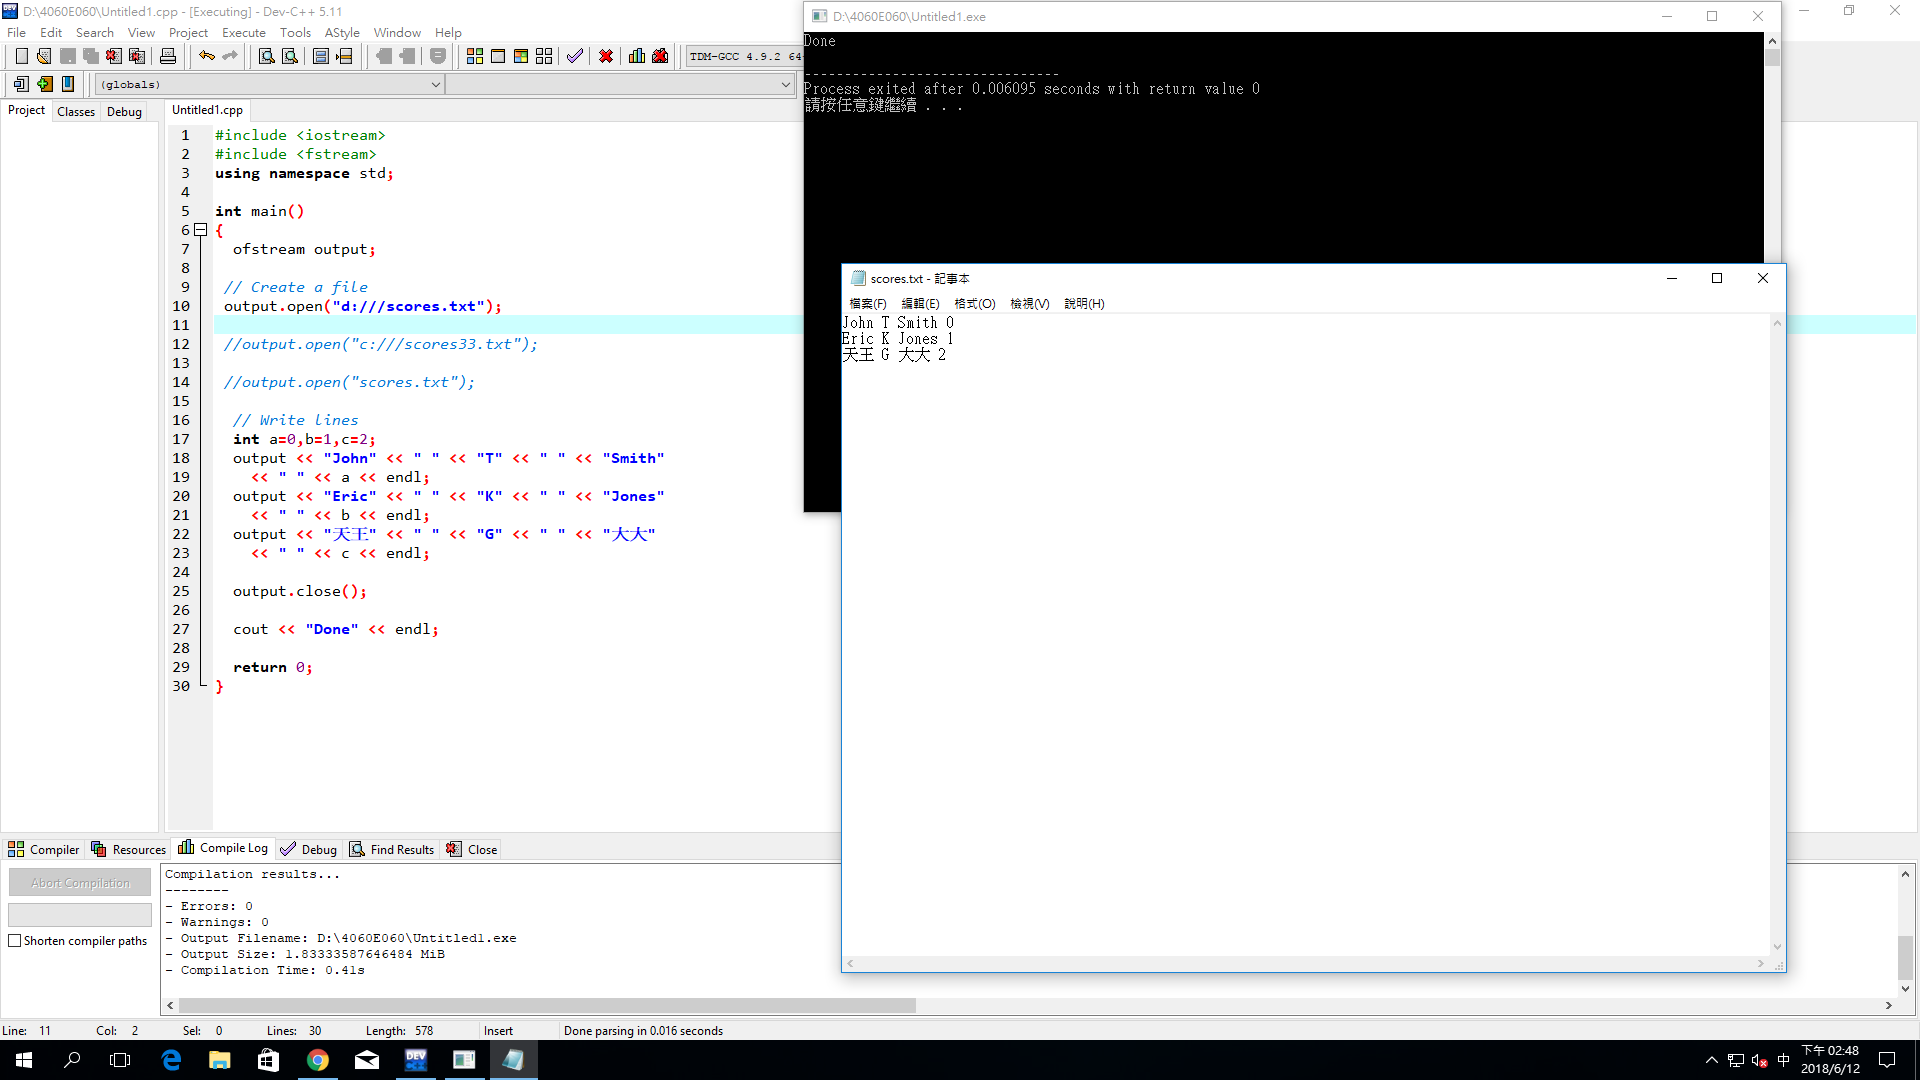 D:\4060E060\Untitled1.cpp - [Executing] - Dev-C++ 5.11
File Edit Search View Project Execute Tools AStyle Window Help
TDM-GCC 4.9.2 64-
(globals)
Project Classes Debug
Untitled1.cpp
1 #include <iostream>
2 #include <fstream>
3 using namespace std;
4
5 int main()
6 {
7 ofstream output;
8
9 // Create a file
10 output.open("d:///scores.txt");
11
12 //output.open("c:///scores33.txt");
13
14 //output.open("scores.txt");
15
16 // Write lines
17 int a=0,b=1,c=2;
18 output << "John" << " " << "T" << " " << "Smith"
19 << " " << a << endl;
20 output << "Eric" << " " << "K" << " " << "Jones"
21 << " " << b << endl;
22 output << "天王" << " " << "G" << " " << "大大"
23 << " " << c << endl;
24
25 output.close();
26
27 cout << "Done" << endl;
28
29 return 0;
30 }
D:\4060E060\Untitled1.exe
Done
--------------------------------
Process exited after 0.006095 seconds with return value 0
請按任意鍵繼續 . . .
scores.txt - 記事本
檔案(F) 編輯(E) 格式(O) 檢視(V) 說明(H)
John T Smith 0
Eric K Jones 1
天王 G 大大 2
Compiler Resources Compile Log Debug Find Results Close
Abort Compilation
Shorten compiler paths
Compilation results...
--------
- Errors: 0
- Warnings: 0
- Output Filename: D:\4060E060\Untitled1.exe
- Output Size: 1.83333587646484 MiB
- Compilation Time: 0.41s
Line: 11 Col: 2 Sel: 0 Lines: 30 Length: 578 Insert Done parsing in 0.016 seconds
DEV
中
下午 02:48
2018/6/12